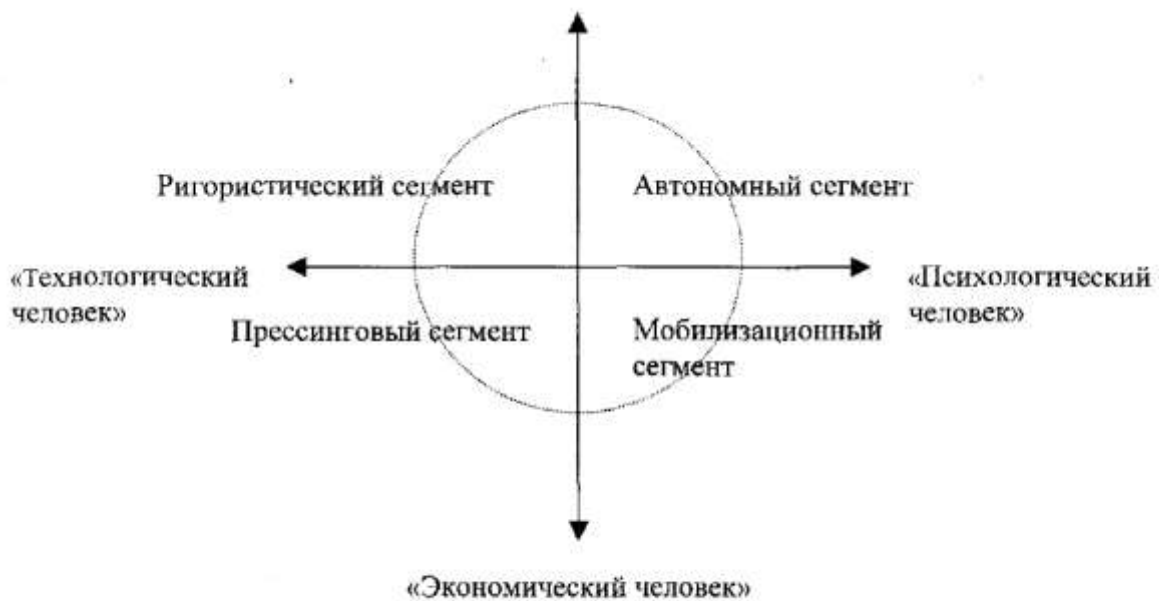 Ригористический сегмент
Автономный сегмент
«Технологический
человек»
«Психологический
человек»
Прессинговый сегмент
Мобилизационный
сегмент
«Экономический человек»